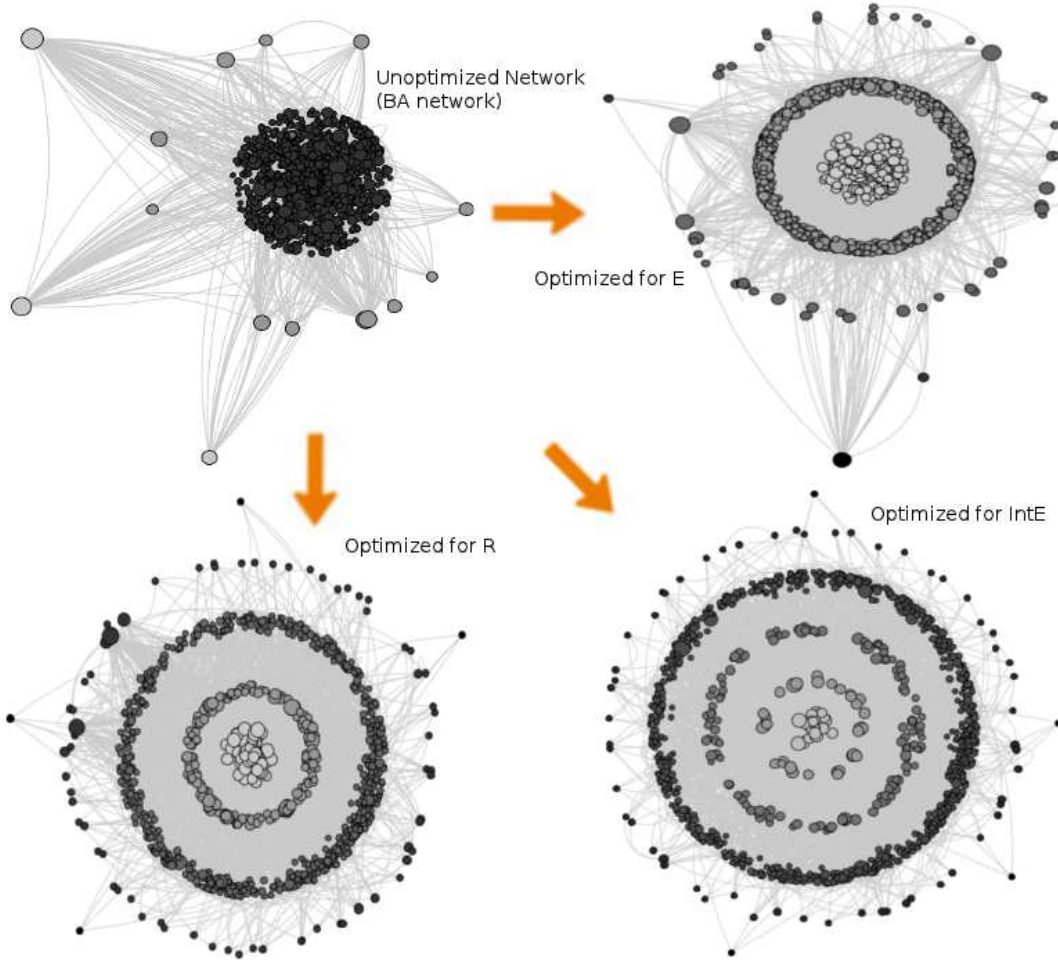 Unoptimized Network
(BA network)
Optimized for E
Optimized for R
Optimized for IntE